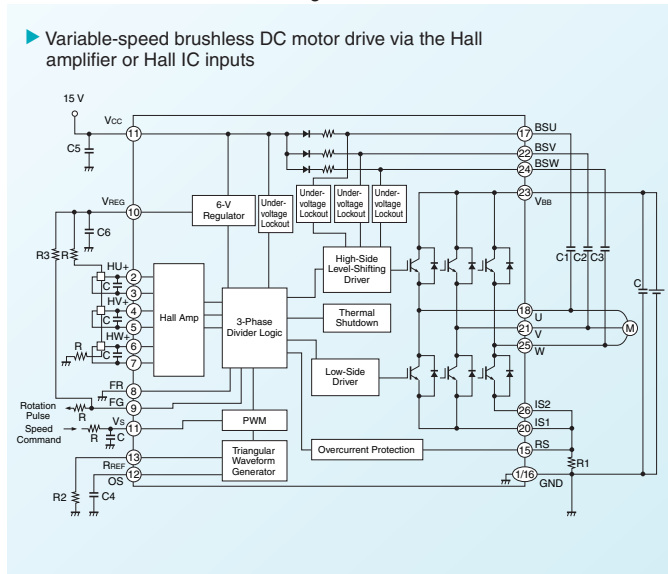 Variable-speed brushless DC motor drive via the Hall
amplifier or Hall IC inputs
15 V
Vcc
11
C5
17
BSU
22
BSV
24
BSW
23
VBB
VREG
10
C6
6-V
Regulator
Under-
voltage
Lockout
Under-
voltage
Lockout
Under-
voltage
Lockout
Under-
voltage
Lockout
R3
R
HU+
2
C
3
HV+
4
C
5
HW+
6
R
C
7
Hall Amp
3-Phase
Divider Logic
High-Side
Level-Shifting
Driver
Thermal
Shutdown
Low-Side
Driver
C1
C2
C3
C
18
U
21
V
25
W
M
FR
8
FG
9
Rotation
Pulse
R
Speed
Command
R
C
Vs
11
PWM
26
IS2
20
IS1
15
RS
Overcurrent Protection
R1
1/16
GND
13
RREF
12
OS
Triangular
Waveform
Generator
R2
C4